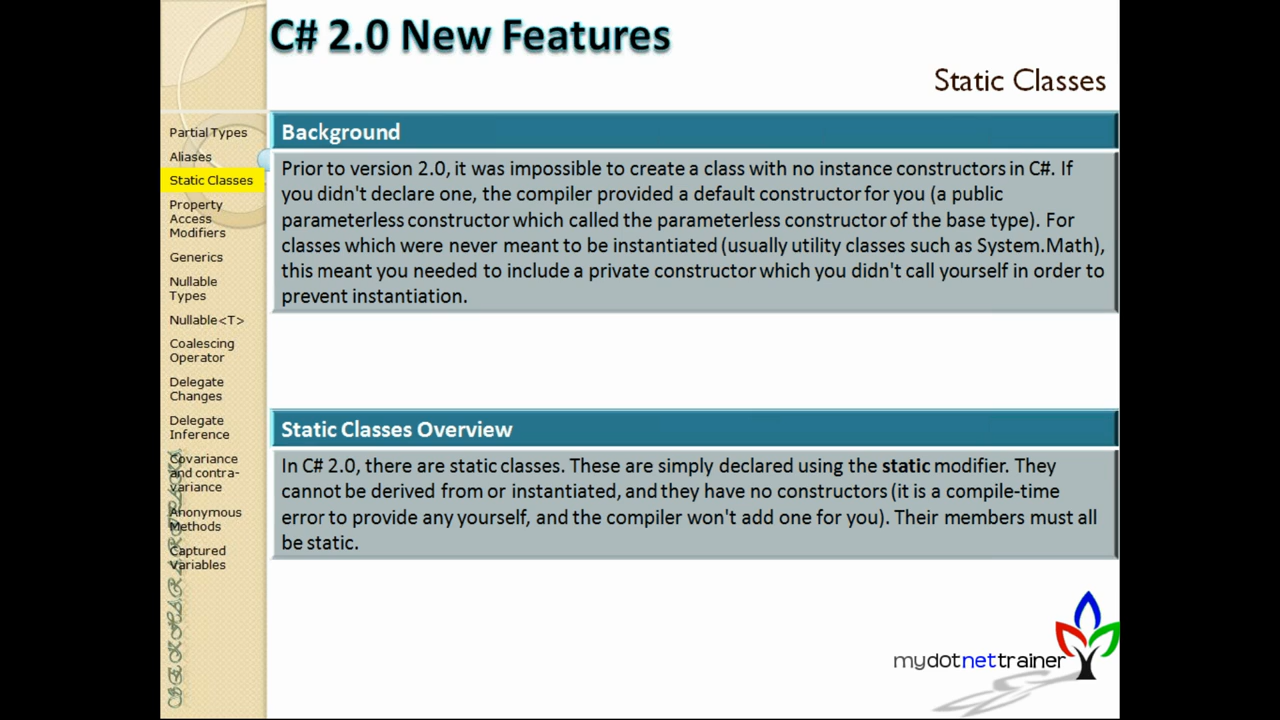 C# 2.0 New Features
Static Classes
Partial Types
Aliases
Static Classes
Property
Access
Modifiers
Generics
Nullable
Types
Nullable<T>
Coalescing
Operator
Delegate
Changes
Delegate
Inference
Covariance
and contra-
variance
Anonymous
Methods
Captured
variables
Background
Prior to version 2.0, it was impossible to create a class with no instance constructors in C#. If
you didn't declare one, the compiler provided a default constructor for you (a public
parameterless constructor which called the parameterless constructor of the base type). For
classes which were never meant to be instantiated (usually utility classes such as System.Math),
this meant you needed to include a private constructor which you didn't call yourself in order to
prevent instantiation.
Static Classes Overview
In C# 2.0, there are static classes. These are simply declared using the static modifier. They
cannot be derived from or instantiated, and they have no constructors (it is a compile-time
error to provide any yourself, and the compiler won't add one for you). Their members must all
be static.
mydotnettrainer